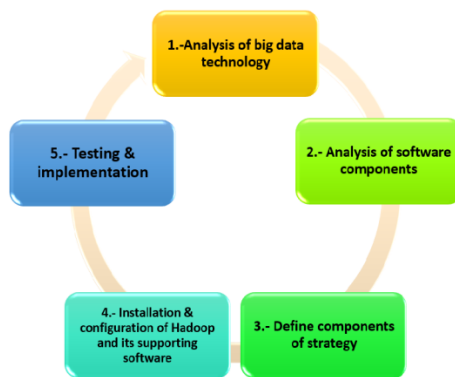 1.-Analysis of big data
technology
2.- Analysis of software
components
3.- Define components
of strategy
4.- Installation &
configuration of Hadoop
and its supporting
software
5.- Testing &
implementation